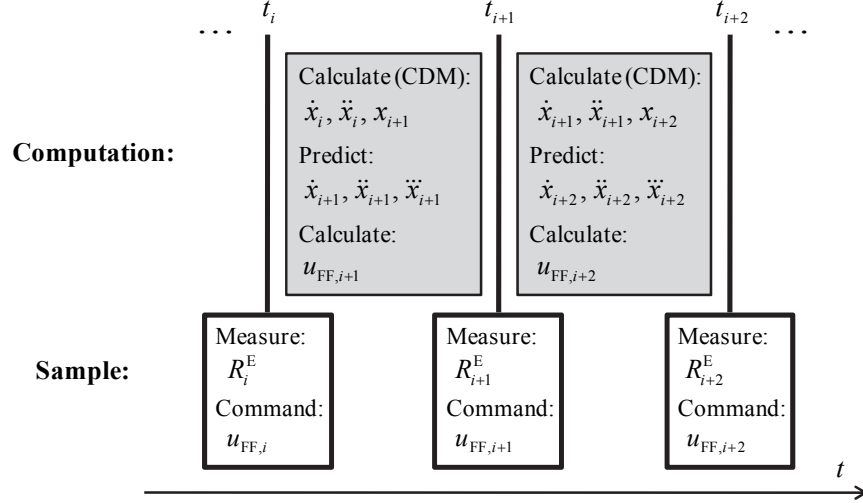 … t_i t_{i+1} t_{i+2} …
Computation:
Calculate (CDM):
ẋ_i, ẍ_i, x_{i+1}
Predict:
ẋ_{i+1}, ẍ_{i+1}, x⃛_{i+1}
Calculate:
u_{FF,i+1}
Calculate (CDM):
ẋ_{i+1}, ẍ_{i+1}, x_{i+2}
Predict:
ẋ_{i+2}, ẍ_{i+2}, x⃛_{i+2}
Calculate:
u_{FF,i+2}
Sample:
Measure:
R_i^E
Command:
u_{FF,i}
Measure:
R_{i+1}^E
Command:
u_{FF,i+1}
Measure:
R_{i+2}^E
Command:
u_{FF,i+2}
t